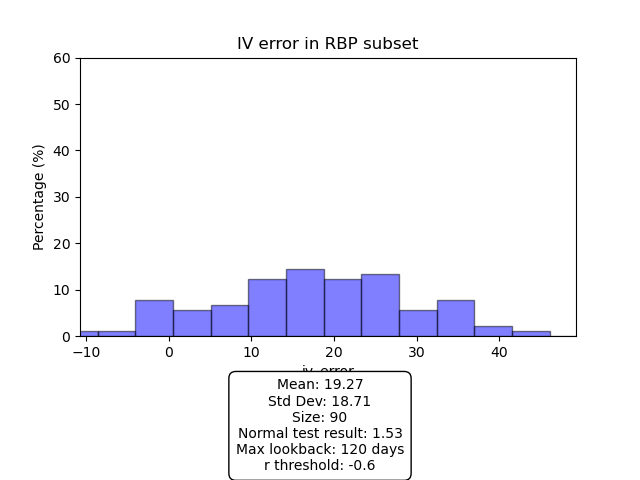 IV error in RBP subset
60
50
40
30
20
10
0
Percentage (%)
−10
0
10
20
30
40
iv_error
Mean: 19.27
Std Dev: 18.71
Size: 90
Normal test result: 1.53
Max lookback: 120 days
r threshold: -0.6